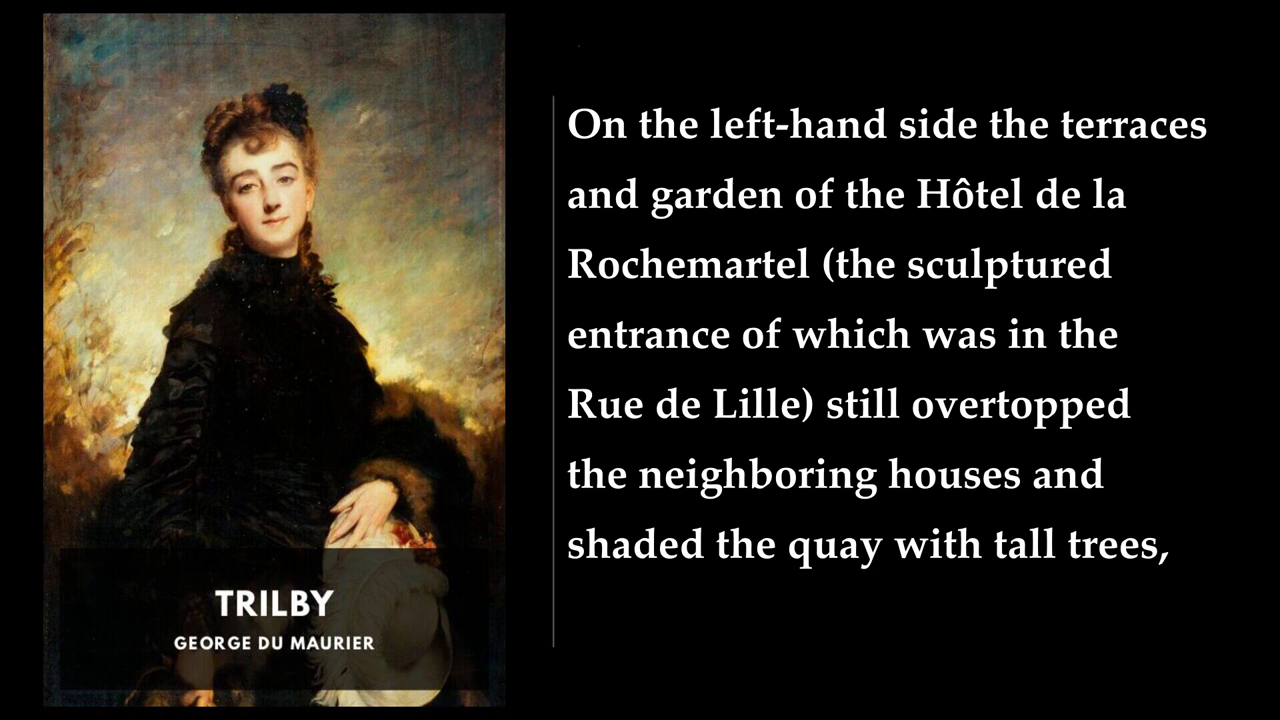 TRILBY
GEORGE DU MAURIER
On the left-hand side the terraces
and garden of the Hôtel de la
Rochemartel (the sculptured
entrance of which was in the
Rue de Lille) still overtopped
the neighboring houses and
shaded the quay with tall trees,